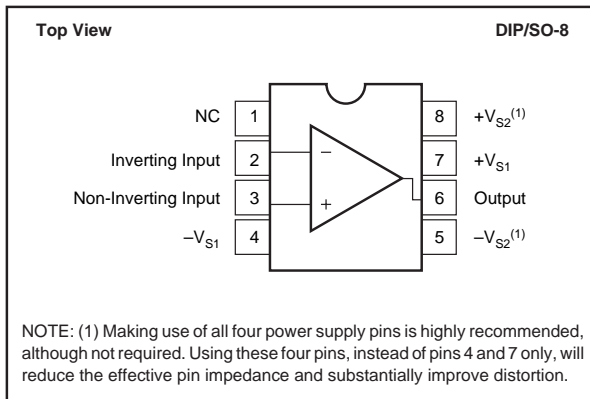 Top View DIP/SO-8
NC 1 8 +VS2(1)
Inverting Input 2 – 7 +VS1
Non-Inverting Input 3 + 6 Output
–VS1 4 5 –VS2(1)
NOTE: (1) Making use of all four power supply pins is highly recommended,
although not required. Using these four pins, instead of pins 4 and 7 only, will
reduce the effective pin impedance and substantially improve distortion.